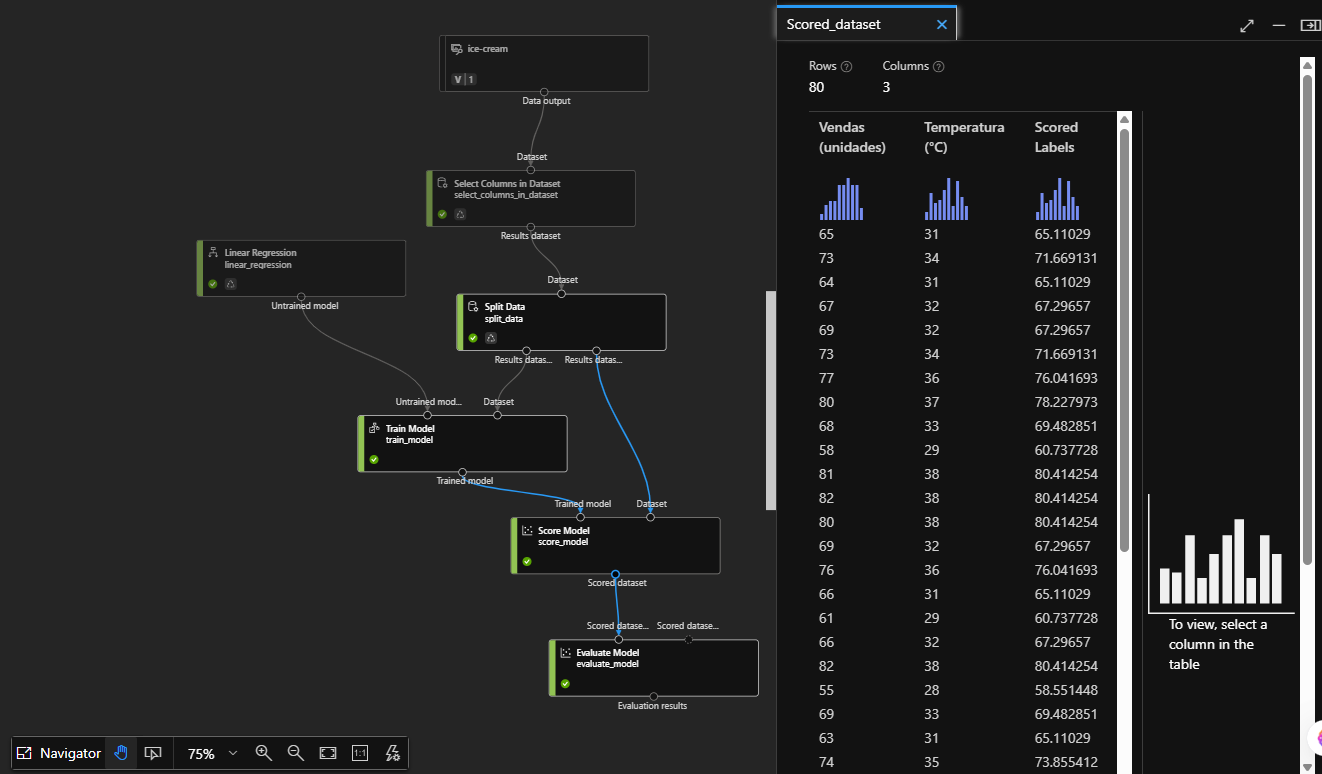 ice-cream
V 1
Data output
Dataset
Select Columns in Dataset
select_columns_in_dataset
Results dataset
Linear Regression
linear_regression
Untrained model
Dataset
Split Data
split_data
Results datas... Results datas...
Untrained mod... Dataset
Train Model
train_model
Trained model
Trained model Dataset
Score Model
score_model
Scored dataset
Scored datase... Scored datase...
Evaluate Model
evaluate_model
Evaluation results
Navigator 75% 1:1
Scored_dataset
Rows ? Columns ?
80 3
Vendas Temperatura Scored
(unidades) (°C) Labels
65 31 65.11029
73 34 71.669131
64 31 65.11029
67 32 67.29657
69 32 67.29657
73 34 71.669131
77 36 76.041693
80 37 78.227973
68 33 69.482851
58 29 60.737728
81 38 80.414254
82 38 80.414254
80 38 80.414254
69 32 67.29657
76 36 76.041693
66 31 65.11029
61 29 60.737728
66 32 67.29657
82 38 80.414254
55 28 58.551448
69 33 69.482851
63 31 65.11029
74 35 73.855412
To view, select a
column in the
table